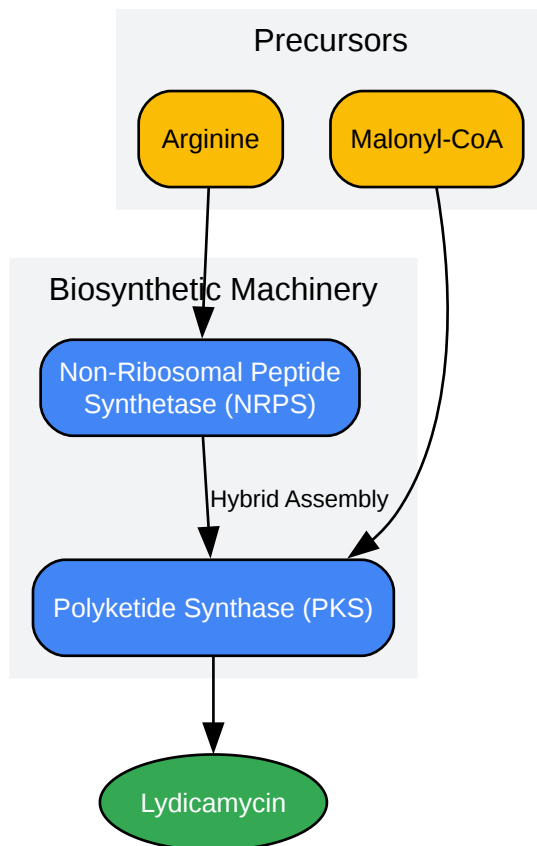 Precursors
Arginine
Malonyl-CoA
Biosynthetic Machinery
Non-Ribosomal Peptide
Synthetase (NRPS)
Hybrid Assembly
Polyketide Synthase (PKS)
Lydicamycin